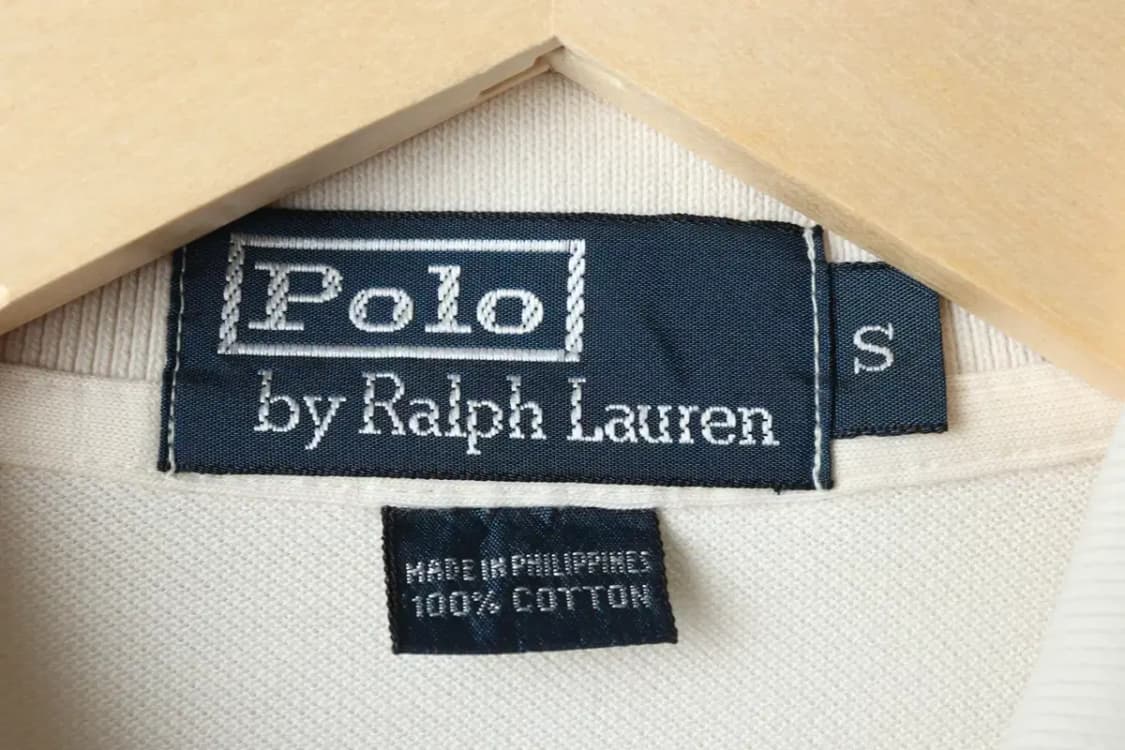 Polo
by Ralph Lauren
S
MADE IN PHILIPPINES
100% COTTON